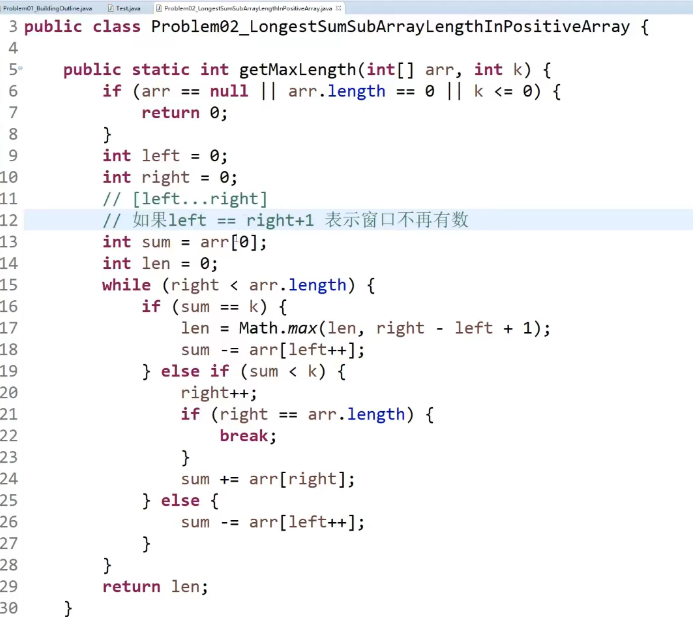 Problem01_BuildingOutline.java Test.java Problem02_LongestSumSubArrayLengthInPositiveArray.java
3 public class Problem02_LongestSumSubArrayLengthInPositiveArray {
4
5 public static int getMaxLength(int[] arr, int k) {
6 if (arr == null || arr.length == 0 || k <= 0) {
7 return 0;
8 }
9 int left = 0;
10 int right = 0;
11 // [left...right]
12 // 如果left == right+1 表示窗口不再有数
13 int sum = arr[0];
14 int len = 0;
15 while (right < arr.length) {
16 if (sum == k) {
17 len = Math.max(len, right - left + 1);
18 sum -= arr[left++];
19 } else if (sum < k) {
20 right++;
21 if (right == arr.length) {
22 break;
23 }
24 sum += arr[right];
25 } else {
26 sum -= arr[left++];
27 }
28 }
29 return len;
30 }